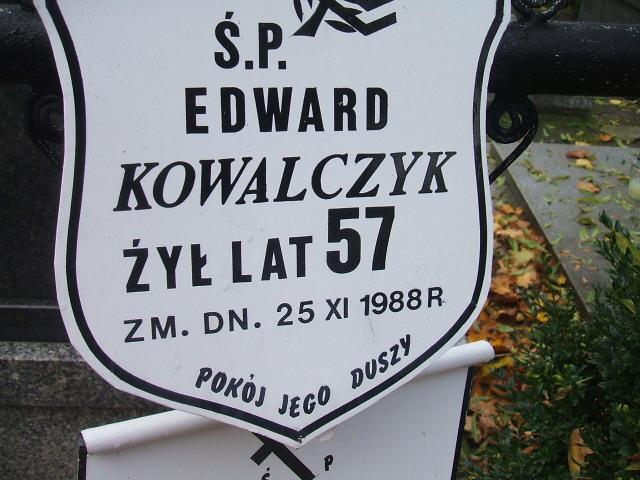 Ś.P.
EDWARD
KOWALCZYK
ŻYŁ LAT 57
ZM. DN. 25 XI 1988 R
POKÓJ JEGO DUSZY
Ś P